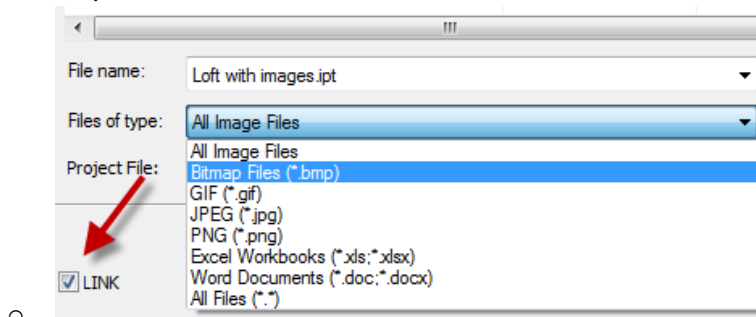 File name: Loft with images.ipt
Files of type: All Image Files
All Image Files
Project File: Bitmap Files (*.bmp)
GIF (*.gif)
JPEG (*.jpg)
PNG (*.png)
Excel Workbooks (*.xls;*.xlsx)
LINK Word Documents (*.doc;*.docx)
All Files (*.*)